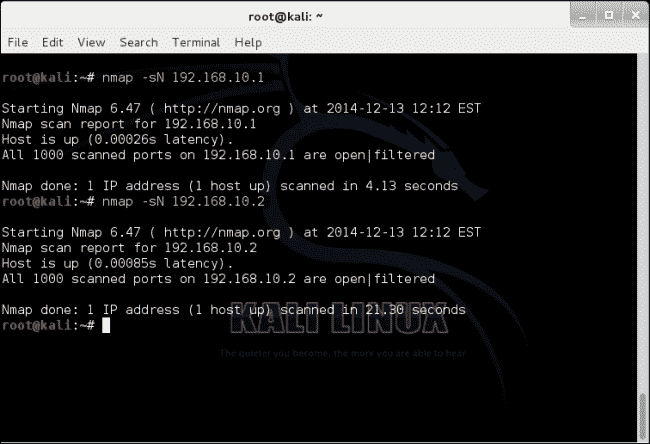 root@kali: ~
File Edit View Search Terminal Help
root@kali:~# nmap -sN 192.168.10.1
Starting Nmap 6.47 ( http://nmap.org ) at 2014-12-13 12:12 EST
Nmap scan report for 192.168.10.1
Host is up (0.00026s latency).
All 1000 scanned ports on 192.168.10.1 are open|filtered
Nmap done: 1 IP address (1 host up) scanned in 4.13 seconds
root@kali:~# nmap -sN 192.168.10.2
Starting Nmap 6.47 ( http://nmap.org ) at 2014-12-13 12:12 EST
Nmap scan report for 192.168.10.2
Host is up (0.00085s latency).
All 1000 scanned ports on 192.168.10.2 are open|filtered
Nmap done: 1 IP address (1 host up) scanned in 21.30 seconds
root@kali:~#
KALI LINUX
The quieter you become, the more you are able to hear